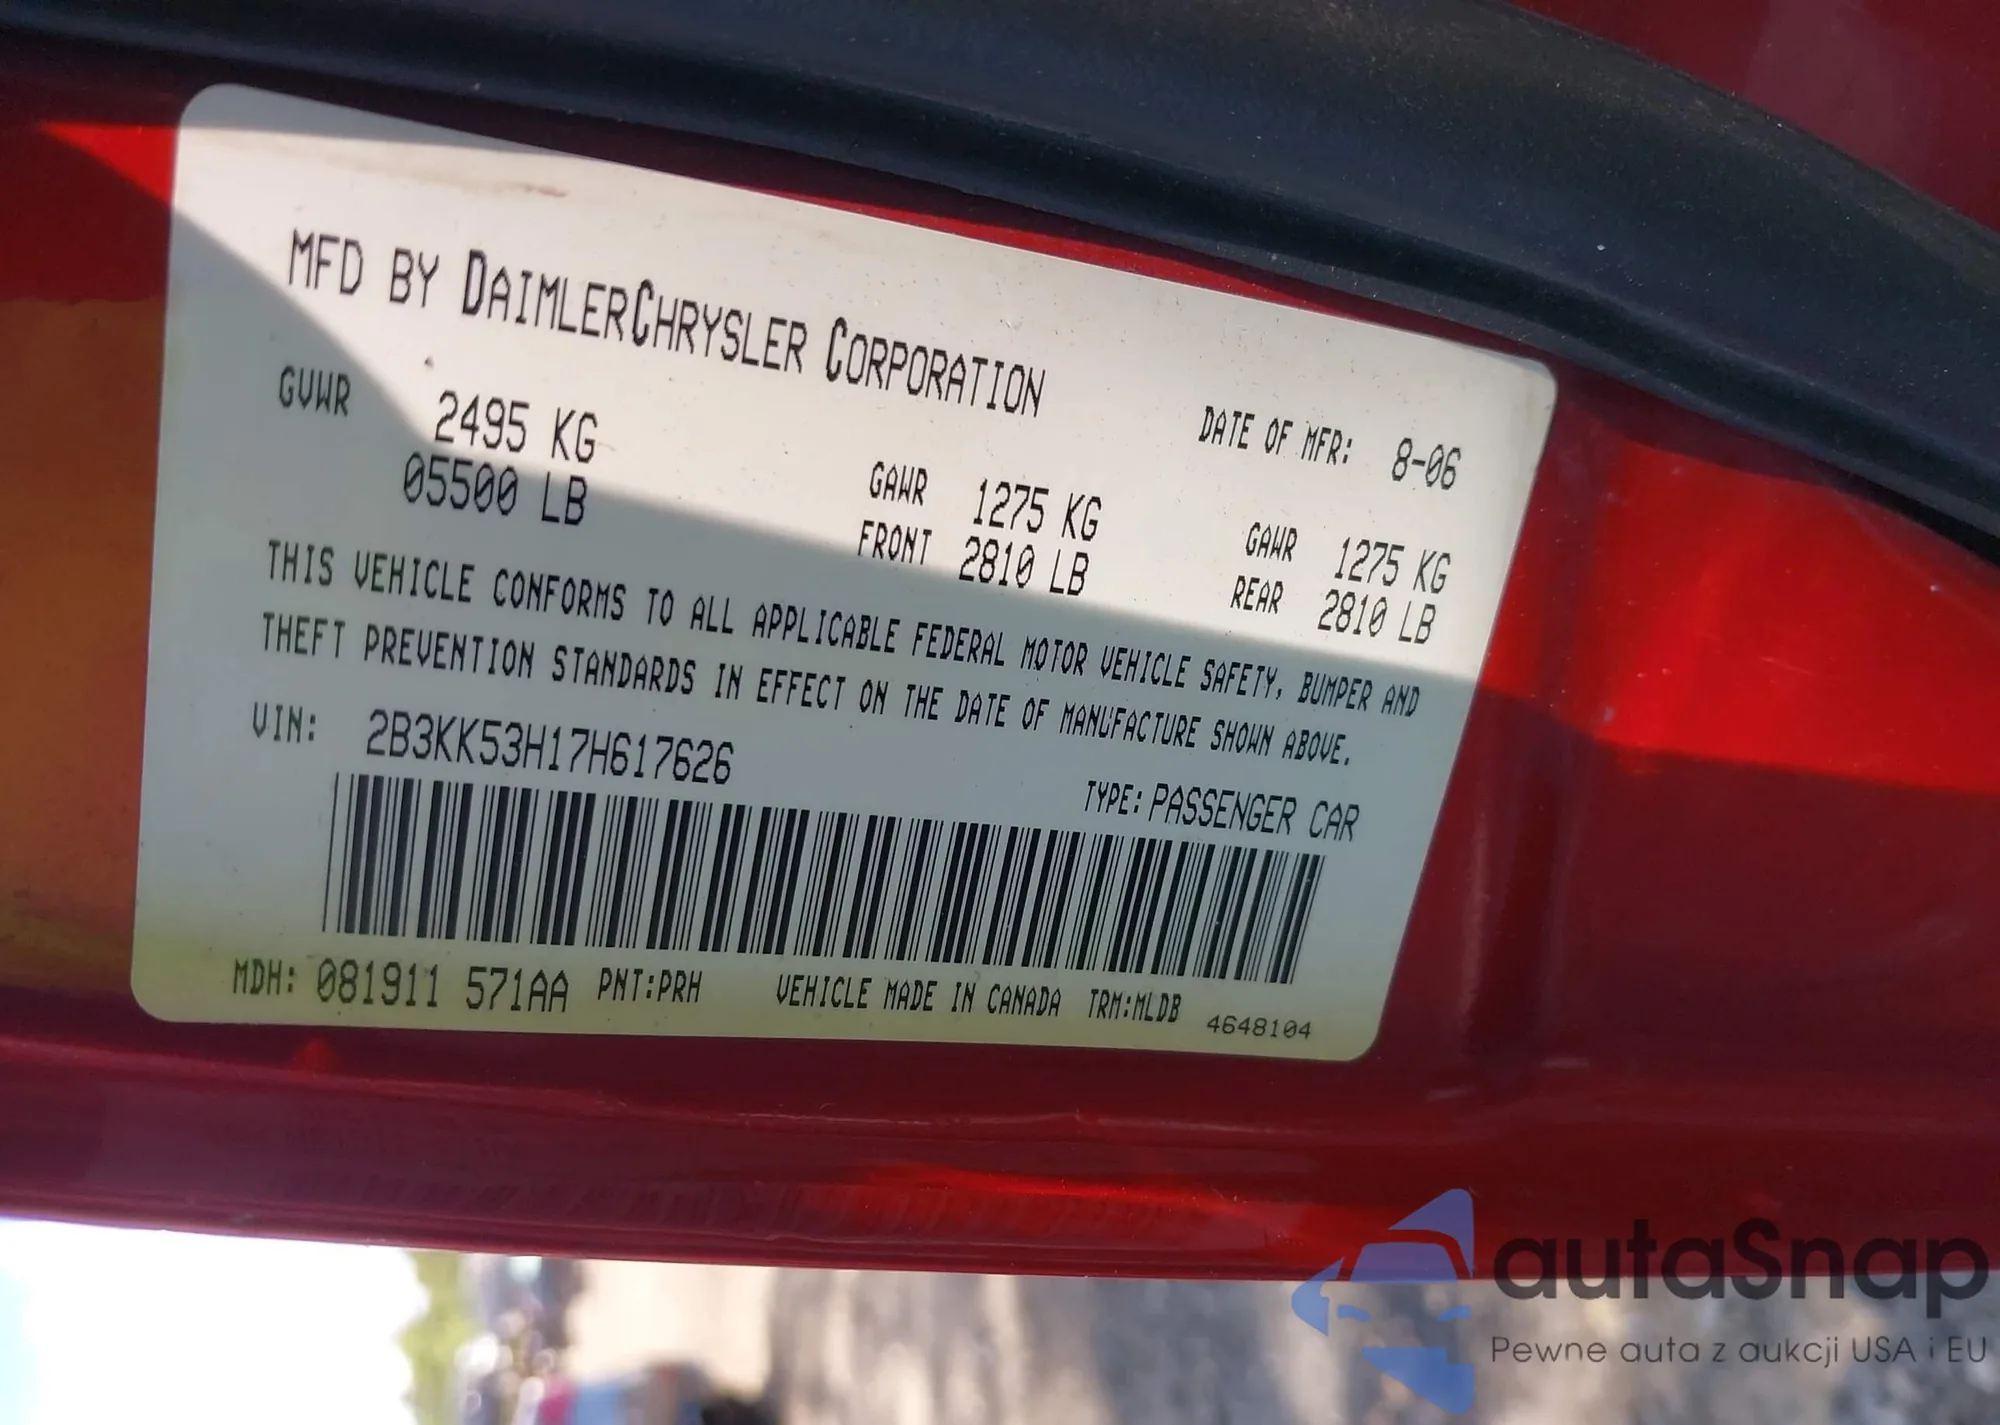 MFD BY DAIMLERCHRYSLER CORPORATION
DATE OF MFR: 8-06
GVWR 2495 KG
05500 LB
GAWR 1275 KG
FRONT 2810 LB
GAWR 1275 KG
REAR 2810 LB
THIS VEHICLE CONFORMS TO ALL APPLICABLE FEDERAL MOTOR VEHICLE SAFETY, BUMPER AND
THEFT PREVENTION STANDARDS IN EFFECT ON THE DATE OF MANUFACTURE SHOWN ABOVE.
VIN: 2B3KK53H17H617626
TYPE: PASSENGER CAR
MDH: 081911 571AA PNT:PRH VEHICLE MADE IN CANADA TRM:MLDB 4648104
autaSnap
Pewne auta z aukcji USA i EU